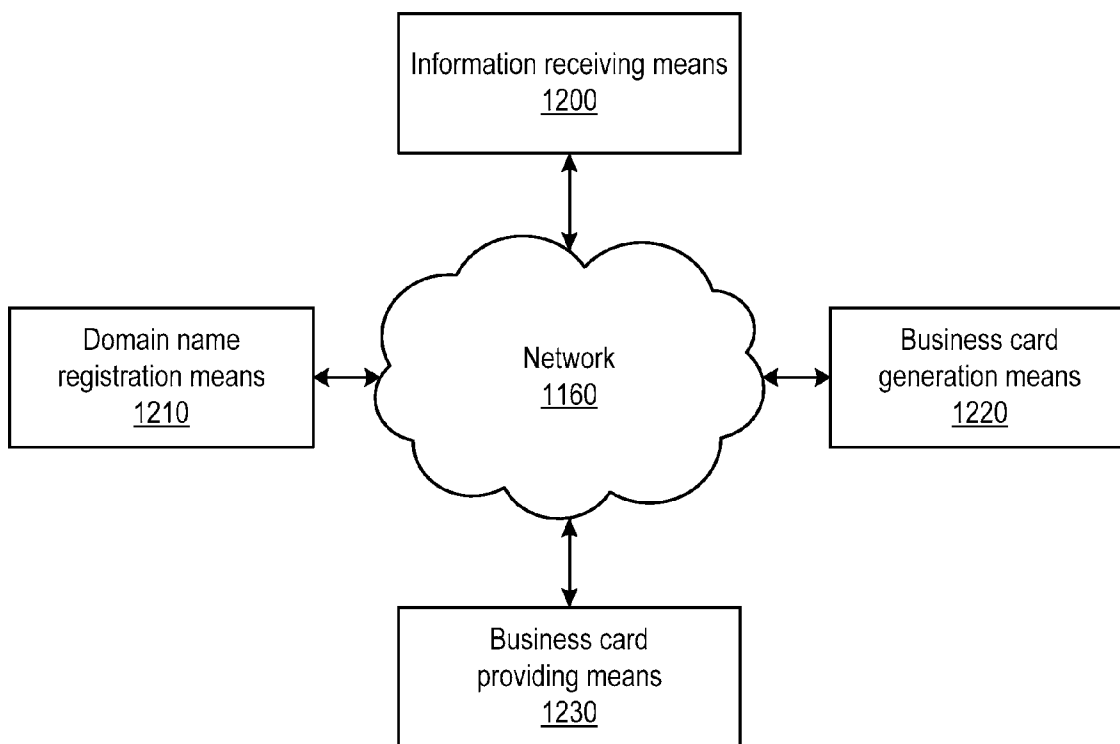 Information receiving means
1200
Domain name
registration means
1210
Network
1160
Business card
generation means
1220
Business card
providing means
1230